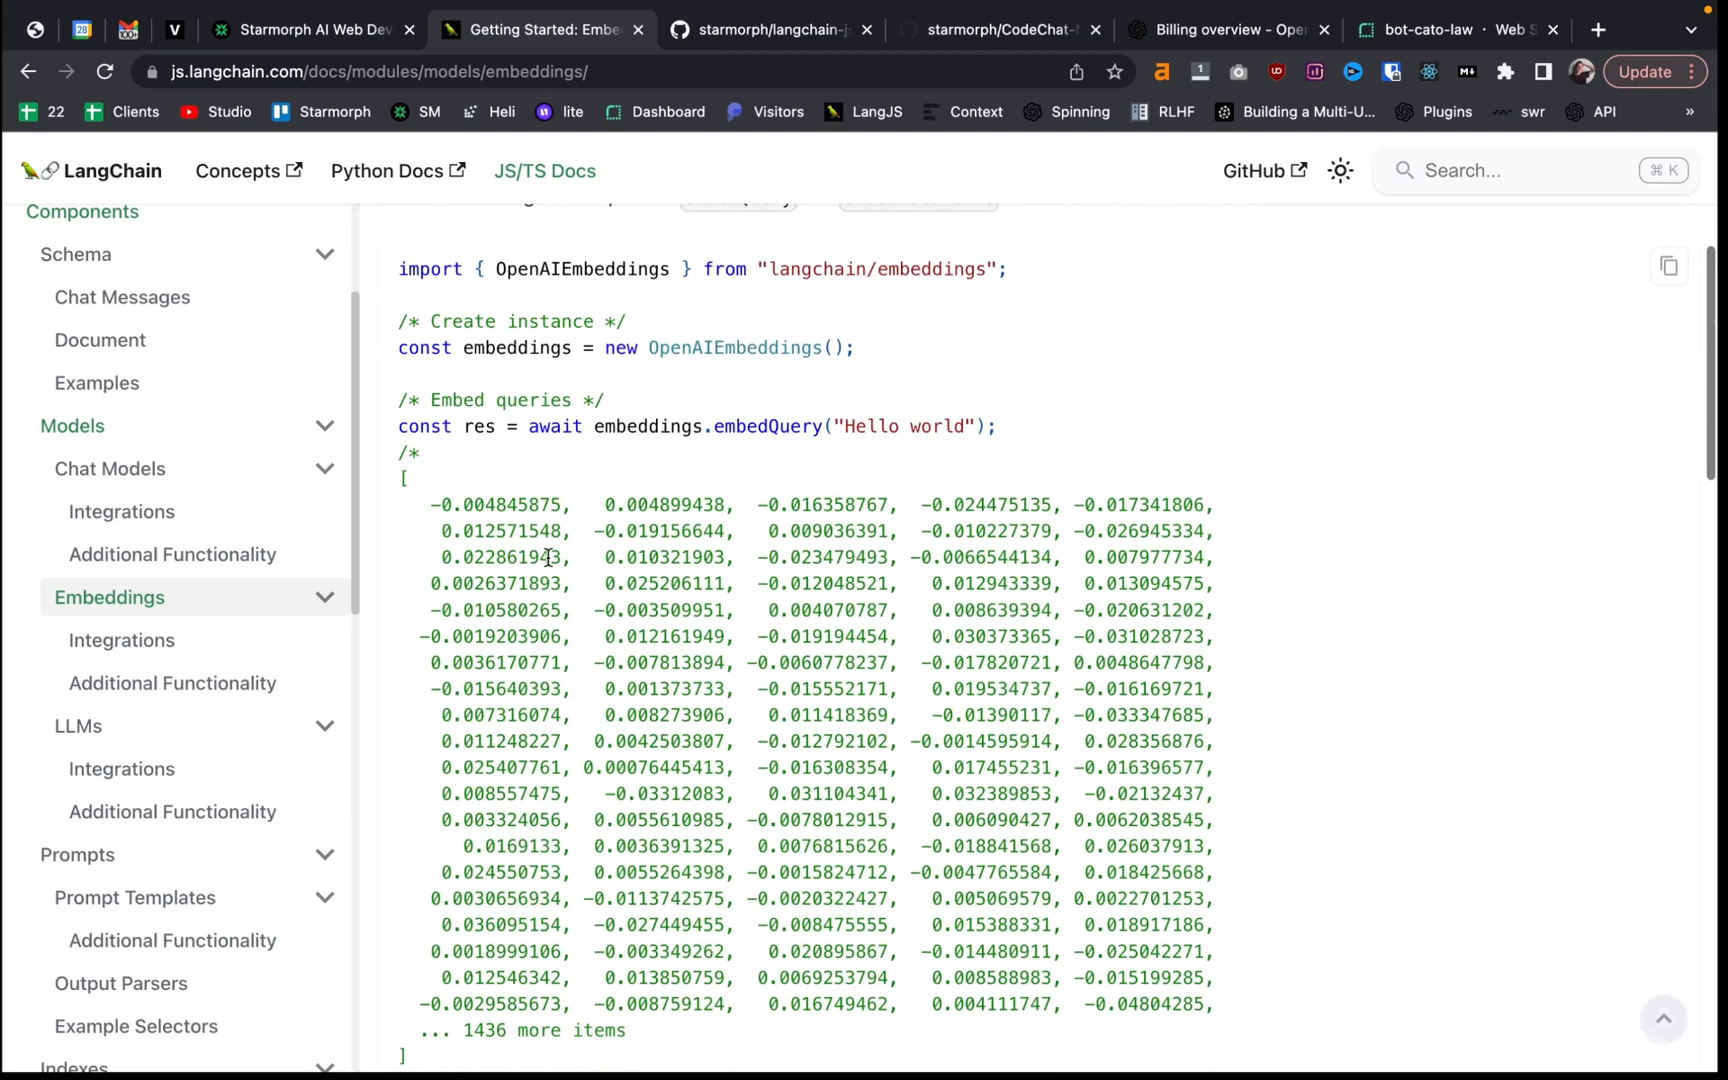 28
100
V
Starmorph AI Web Dev
Getting Started: Embe
starmorph/langchain-js
starmorph/CodeChat-
Billing overview - Open
bot-cato-law · Web S
js.langchain.com/docs/modules/models/embeddings/
a
1
Update
22
Clients
Studio
Starmorph
SM
Heli
lite
Dashboard
Visitors
LangJS
Context
Spinning
RLHF
Building a Multi-U...
Plugins
swr
API
»
LangChain
Concepts
Python Docs
JS/TS Docs
GitHub
Search...
⌘ K
Components
Schema
Chat Messages
Document
Examples
Models
Chat Models
Integrations
Additional Functionality
Embeddings
Integrations
Additional Functionality
LLMs
Integrations
Additional Functionality
Prompts
Prompt Templates
Additional Functionality
Output Parsers
Example Selectors
Indexes
import { OpenAIEmbeddings } from "langchain/embeddings";
/* Create instance */
const embeddings = new OpenAIEmbeddings();
/* Embed queries */
const res = await embeddings.embedQuery("Hello world");
/*
[
-0.004845875, 0.004899438, -0.016358767, -0.024475135, -0.017341806,
0.012571548, -0.019156644, 0.009036391, -0.010227379, -0.026945334,
0.022861943, 0.010321903, -0.023479493, -0.0066544134, 0.007977734,
0.0026371893, 0.025206111, -0.012048521, 0.012943339, 0.013094575,
-0.010580265, -0.003509951, 0.004070787, 0.008639394, -0.020631202,
-0.0019203906, 0.012161949, -0.019194454, 0.030373365, -0.031028723,
0.0036170771, -0.007813894, -0.0060778237, -0.017820721, 0.0048647798,
-0.015640393, 0.001373733, -0.015552171, 0.019534737, -0.016169721,
0.007316074, 0.008273906, 0.011418369, -0.01390117, -0.033347685,
0.011248227, 0.0042503807, -0.012792102, -0.0014595914, 0.028356876,
0.025407761, 0.00076445413, -0.016308354, 0.017455231, -0.016396577,
0.008557475, -0.03312083, 0.031104341, 0.032389853, -0.02132437,
0.003324056, 0.0055610985, -0.0078012915, 0.006090427, 0.0062038545,
0.0169133, 0.0036391325, 0.0076815626, -0.018841568, 0.026037913,
0.024550753, 0.0055264398, -0.0015824712, -0.0047765584, 0.018425668,
0.0030656934, -0.0113742575, -0.0020322427, 0.005069579, 0.0022701253,
0.036095154, -0.027449455, -0.008475555, 0.015388331, 0.018917186,
0.0018999106, -0.003349262, 0.020895867, -0.014480911, -0.025042271,
0.012546342, 0.013850759, 0.0069253794, 0.008588983, -0.015199285,
-0.0029585673, -0.008759124, 0.016749462, 0.004111747, -0.04804285,
... 1436 more items
]